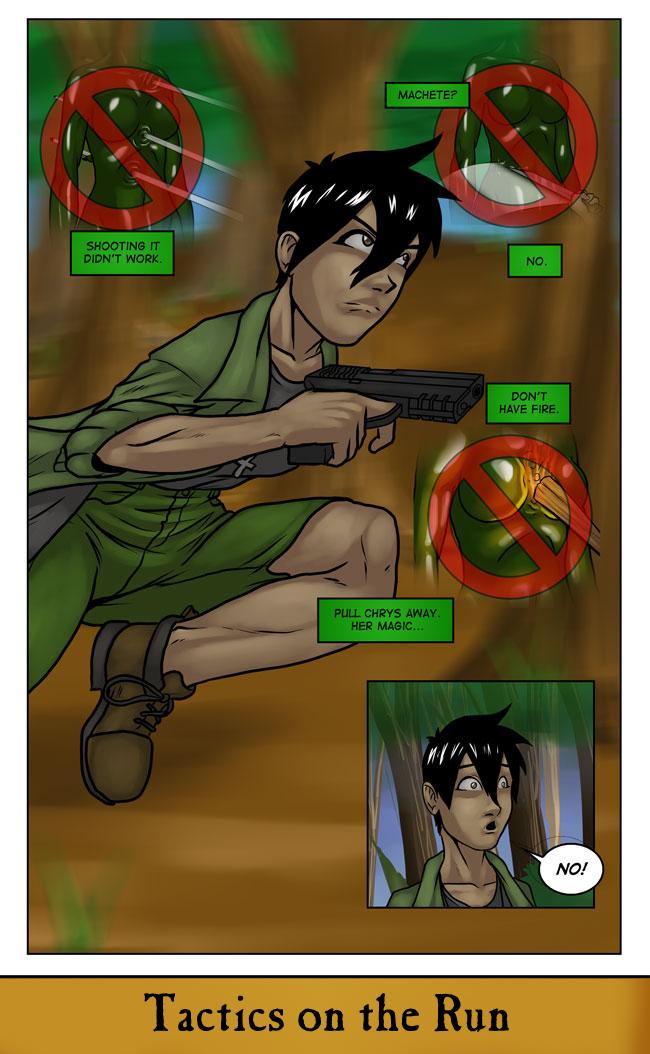 MACHETE?
SHOOTING IT
DIDN'T WORK.
NO.
DON'T
HAVE FIRE.
PULL CHRYS AWAY.
HER MAGIC...
NO!
Tactics on the Run